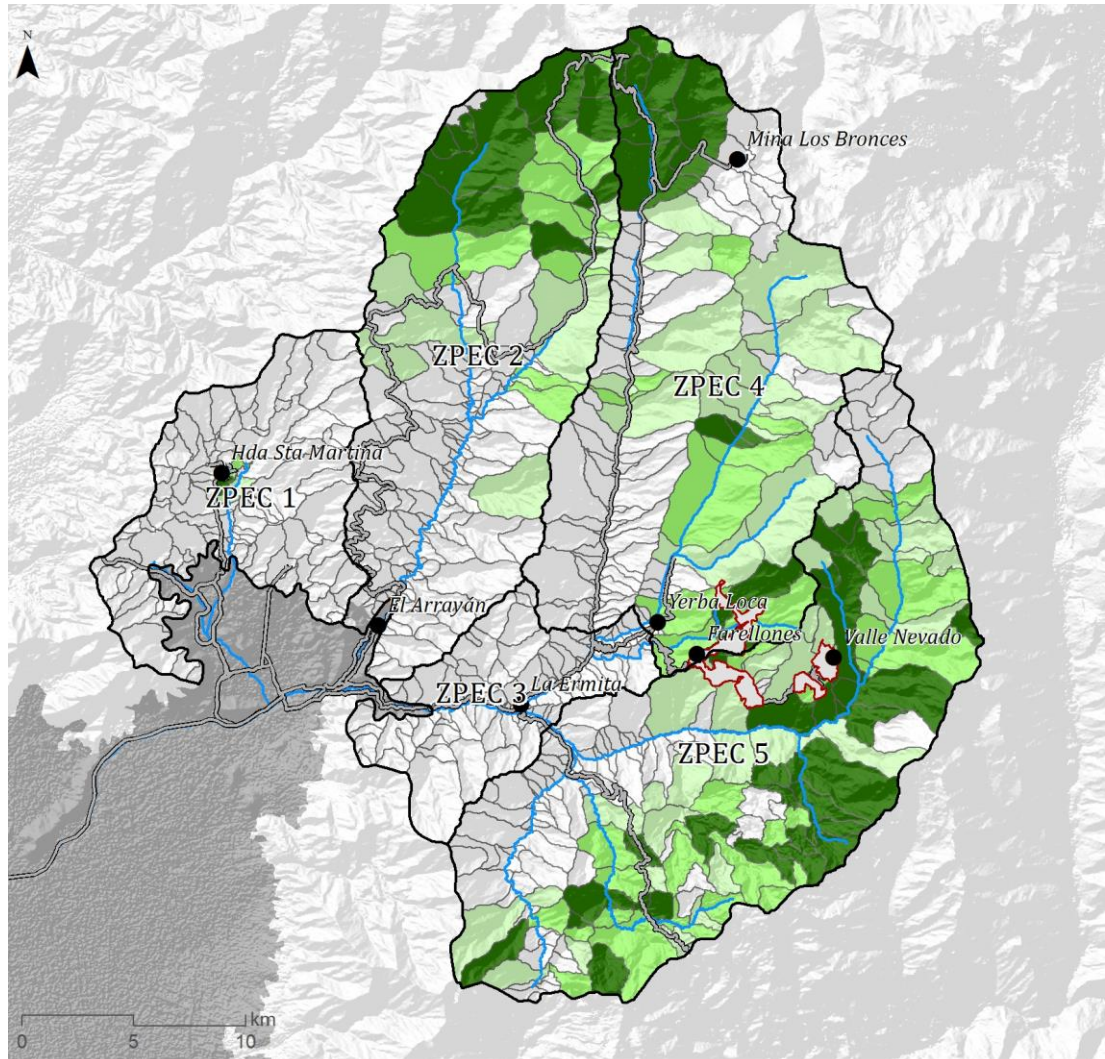 N
Mina Los Bronces
ZPEC 2
ZPEC 4
Hda Sta Martina
ZPEC 1
El Arrayán
Yerba Loca
Farellones
Valle Nevado
ZPEC 3
La Ermita
ZPEC 5
km
0
5
10